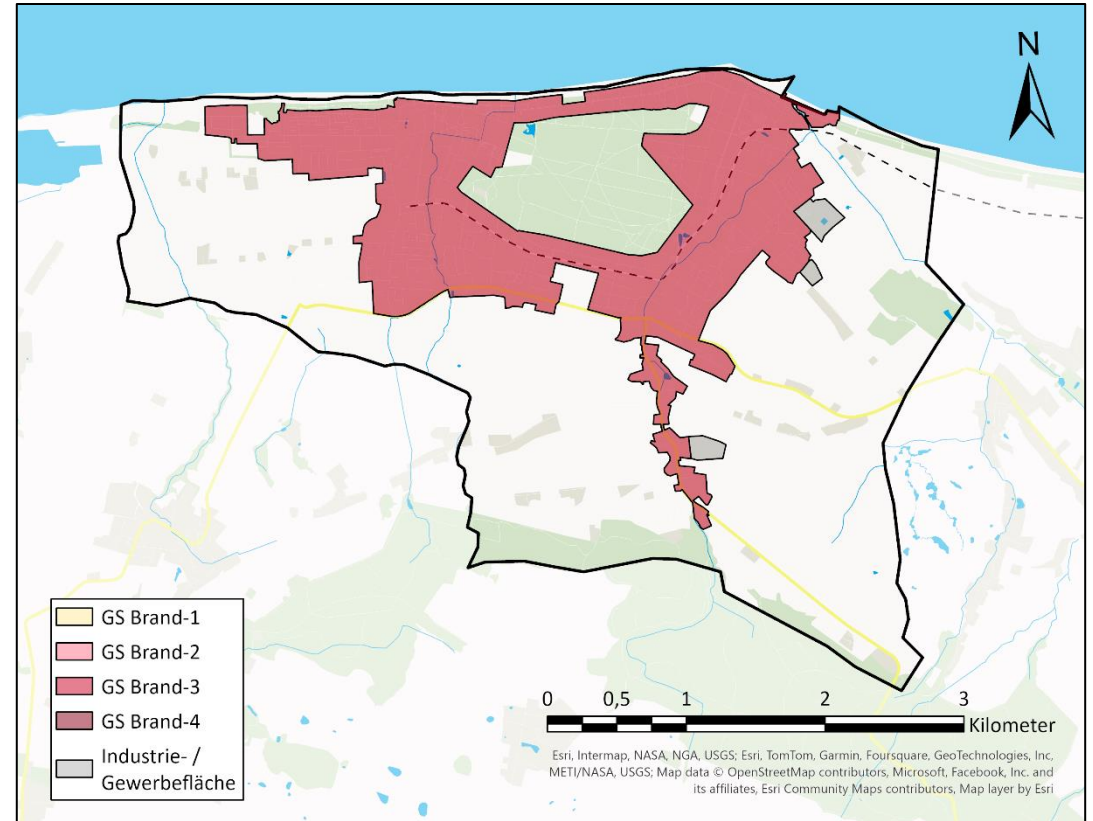 N
GS Brand-1
GS Brand-2
GS Brand-3
GS Brand-4
Industrie- /
Gewerbefläche
0 0,5 1 2 3
Kilometer
Esri, Intermap, NASA, NGA, USGS; Esri, TomTom, Garmin, Foursquare, GeoTechnologies, Inc,
METI/NASA, USGS; Map data © OpenStreetMap contributors, Microsoft, Facebook, Inc. and
its affiliates, Esri Community Maps contributors, Map layer by Esri